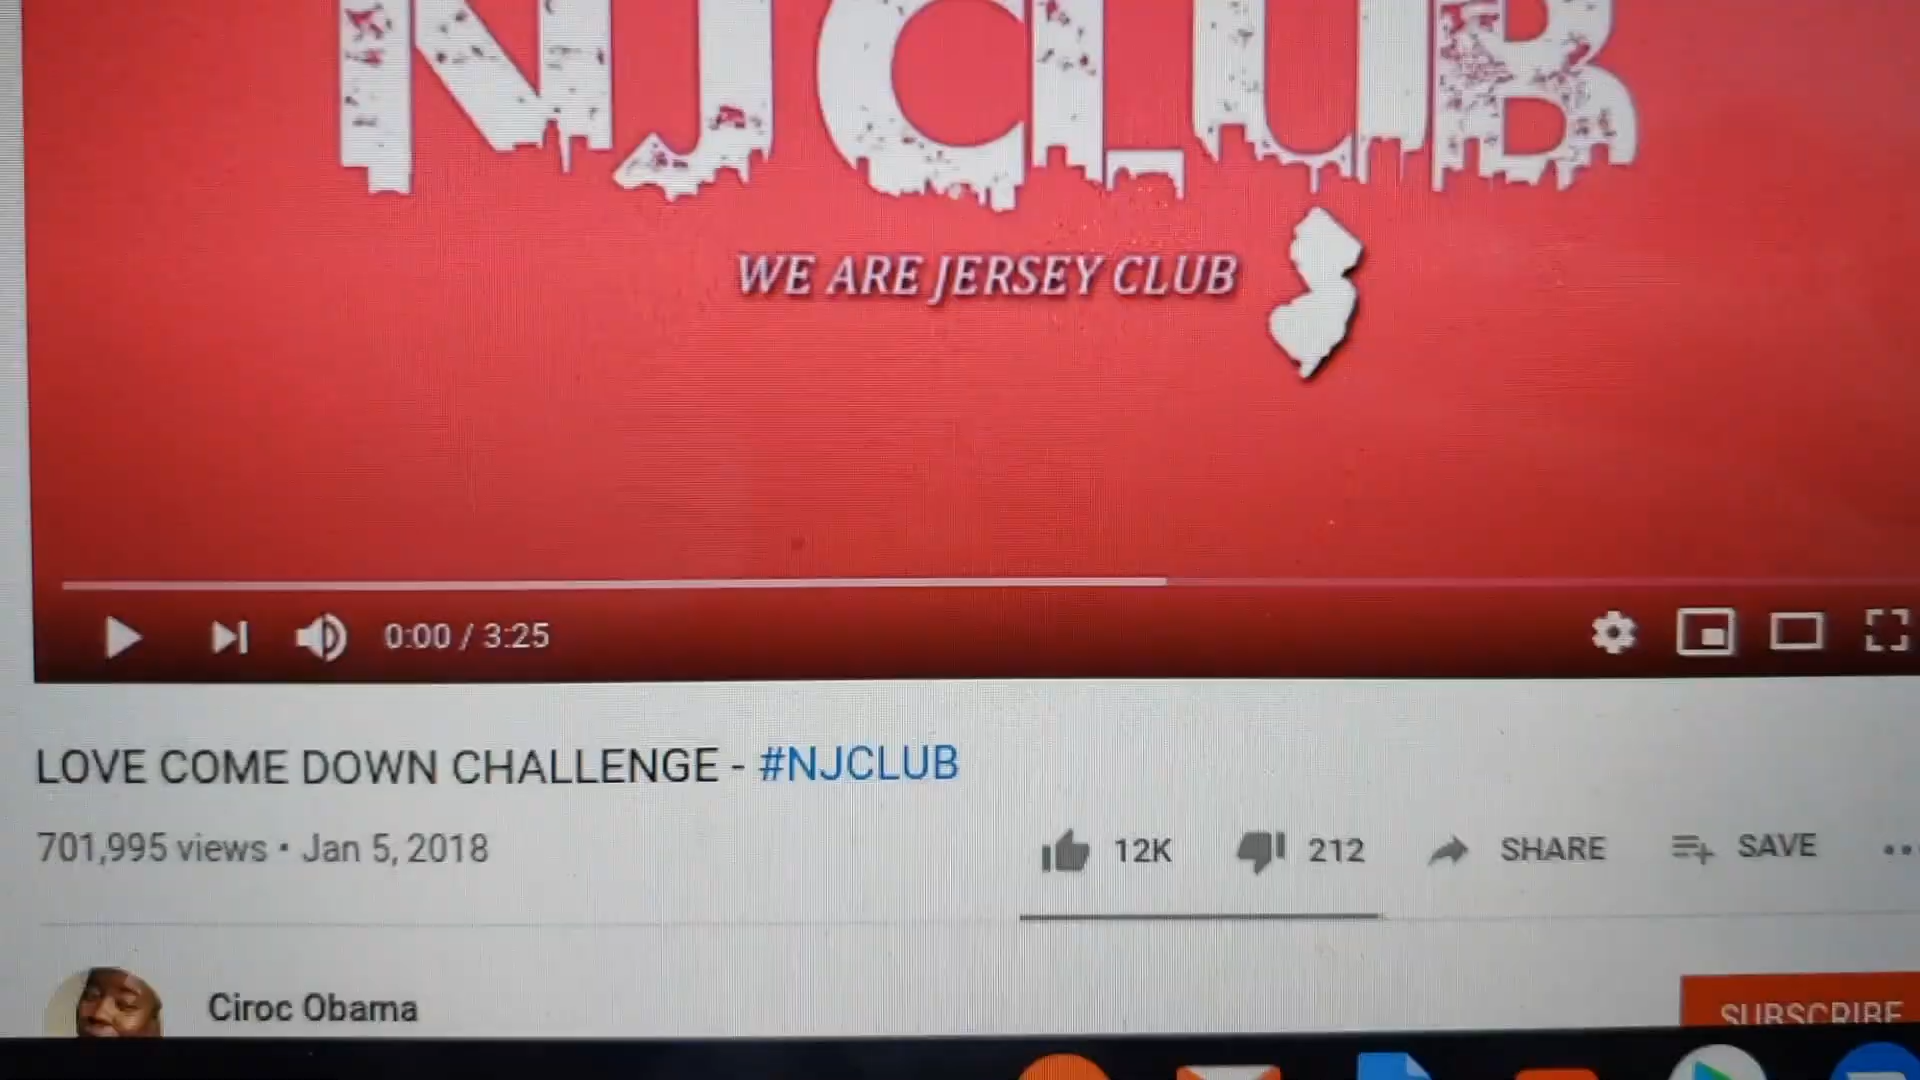 NJCLUB
WE ARE JERSEY CLUB
0:00 / 3:25
LOVE COME DOWN CHALLENGE - #NJCLUB
701,995 views • Jan 5, 2018
12K
212
SHARE
SAVE
Ciroc Obama
SUBSCRIBE